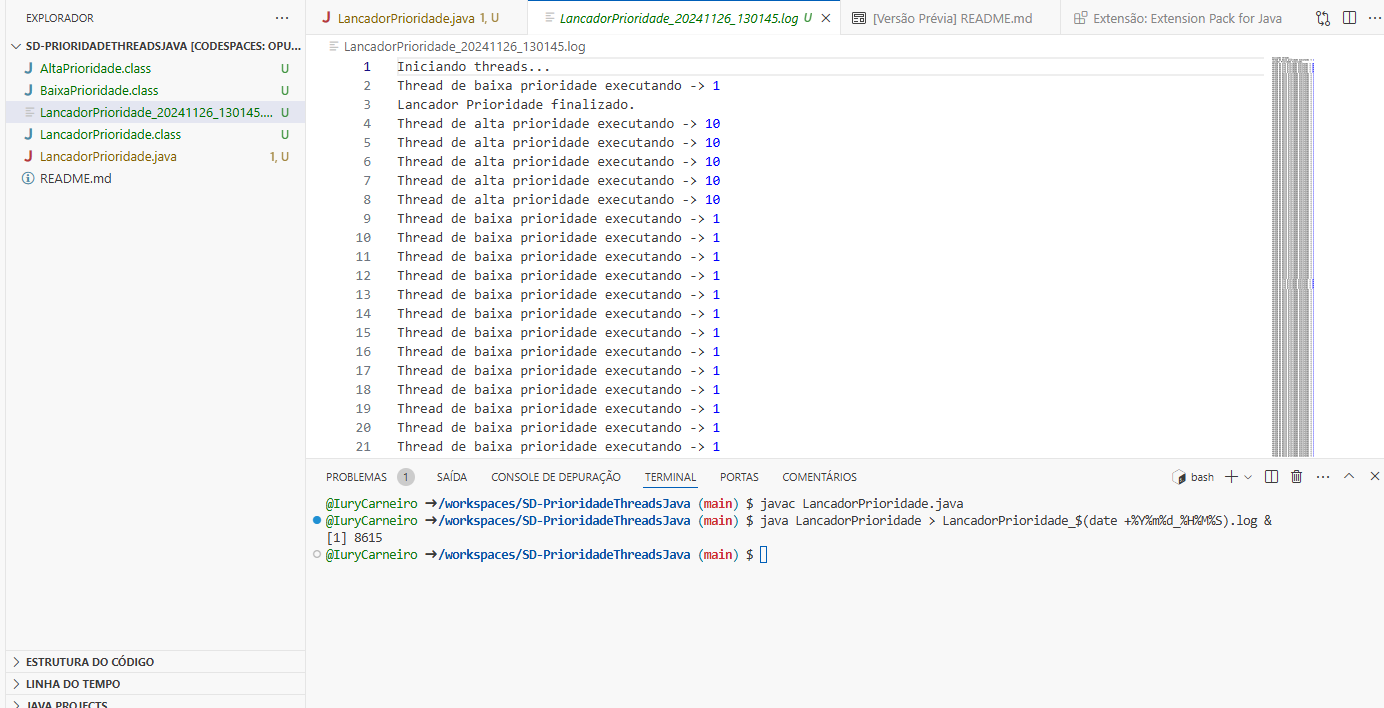 EXPLORADOR ···
SD-PRIORIDADETHREADSJAVA [CODESPACES: OPU...
J AltaPrioridade.class U
J BaixaPrioridade.class U
LancadorPrioridade_20241126_130145.... U
J LancadorPrioridade.class U
J LancadorPrioridade.java 1, U
README.md
ESTRUTURA DO CÓDIGO
LINHA DO TEMPO
JAVA PROJECTS
J LancadorPrioridade.java 1, U
LancadorPrioridade_20241126_130145.log U
[Versão Prévia] README.md
Extensão: Extension Pack for Java
LancadorPrioridade_20241126_130145.log
1 Iniciando threads...
2 Thread de baixa prioridade executando -> 1
3 Lancador Prioridade finalizado.
4 Thread de alta prioridade executando -> 10
5 Thread de alta prioridade executando -> 10
6 Thread de alta prioridade executando -> 10
7 Thread de alta prioridade executando -> 10
8 Thread de alta prioridade executando -> 10
9 Thread de baixa prioridade executando -> 1
10 Thread de baixa prioridade executando -> 1
11 Thread de baixa prioridade executando -> 1
12 Thread de baixa prioridade executando -> 1
13 Thread de baixa prioridade executando -> 1
14 Thread de baixa prioridade executando -> 1
15 Thread de baixa prioridade executando -> 1
16 Thread de baixa prioridade executando -> 1
17 Thread de baixa prioridade executando -> 1
18 Thread de baixa prioridade executando -> 1
19 Thread de baixa prioridade executando -> 1
20 Thread de baixa prioridade executando -> 1
21 Thread de baixa prioridade executando -> 1
PROBLEMAS 1 SAÍDA CONSOLE DE DEPURAÇÃO TERMINAL PORTAS COMENTÁRIOS bash
@IuryCarneiro ➜/workspaces/SD-PrioridadeThreadsJava (main) $ javac LancadorPrioridade.java
@IuryCarneiro ➜/workspaces/SD-PrioridadeThreadsJava (main) $ java LancadorPrioridade > LancadorPrioridade_$(date +%Y%m%d_%H%M%S).log &
[1] 8615
@IuryCarneiro ➜/workspaces/SD-PrioridadeThreadsJava (main) $